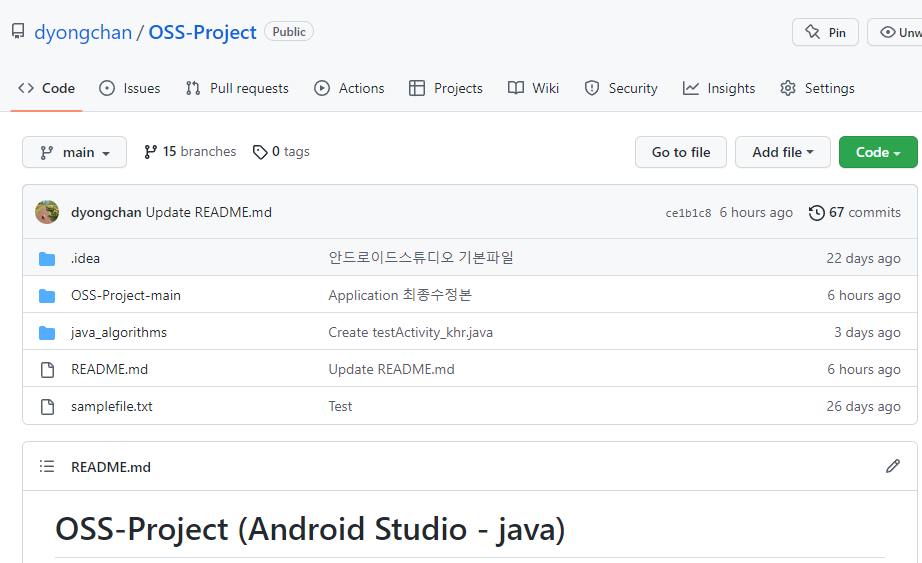 dyongchan / OSS-Project Public Pin Unw
Code Issues Pull requests Actions Projects Wiki Security Insights Settings
main 15 branches 0 tags Go to file Add file Code
dyongchan Update README.md ce1b1c8 6 hours ago 67 commits
.idea 안드로이드스튜디오 기본파일 22 days ago
OSS-Project-main Application 최종수정본 6 hours ago
java_algorithms Create testActivity_khr.java 3 days ago
README.md Update README.md 6 hours ago
samplefile.txt Test 26 days ago
README.md
OSS-Project (Android Studio - java)